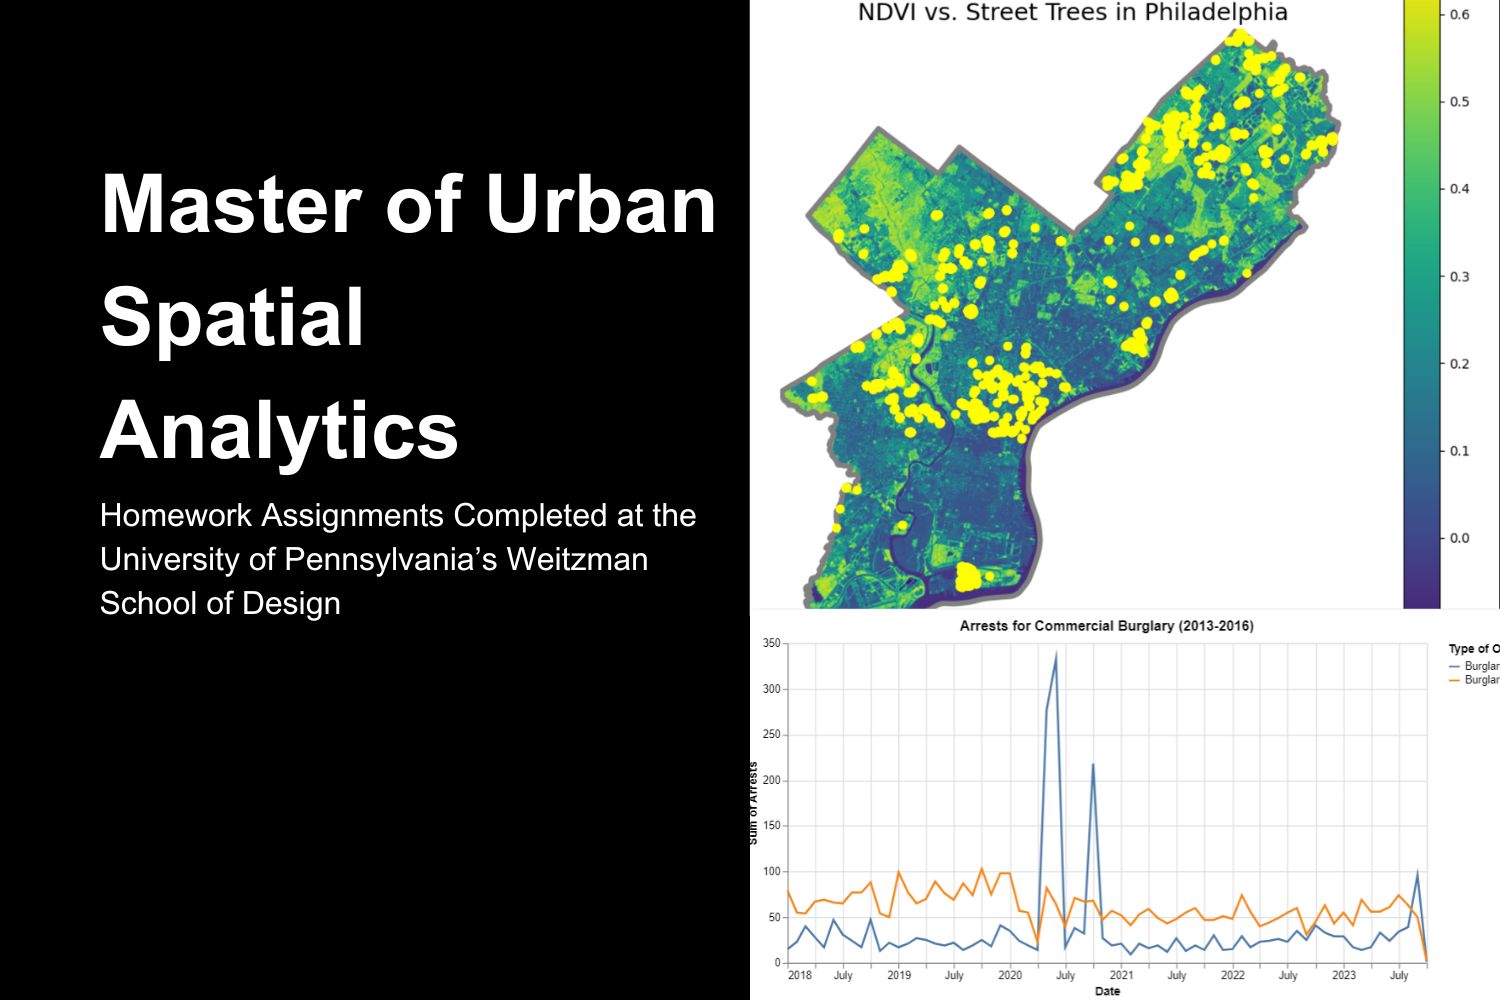 Master of Urban
Spatial
Analytics
Homework Assignments Completed at the
University of Pennsylvania’s Weitzman
School of Design
NDVI vs. Street Trees in Philadelphia
0.6
0.5
0.4
0.3
0.2
0.1
0.0
Arrests for Commercial Burglary (2013-2016)
350
300
250
200
150
100
50
0
Sum of Arrests
2018 July 2019 July 2020 July 2021 July 2022 July 2023 July
Date
Type of O
Burglar
Burglar